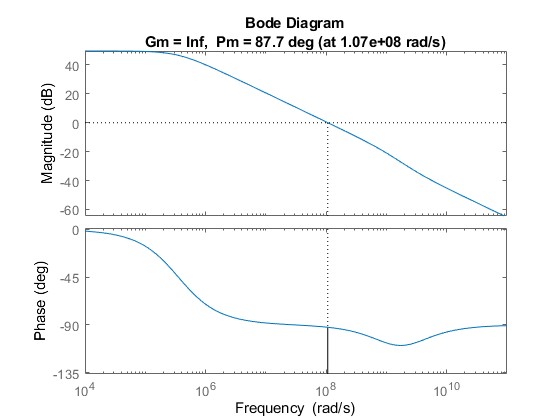 Bode Diagram
Gm = Inf, Pm = 87.7 deg (at 1.07e+08 rad/s)
Magnitude (dB)
40
20
0
-20
-40
-60
Phase (deg)
0
-45
-90
-135
10^4 10^6 10^8 10^10
Frequency (rad/s)